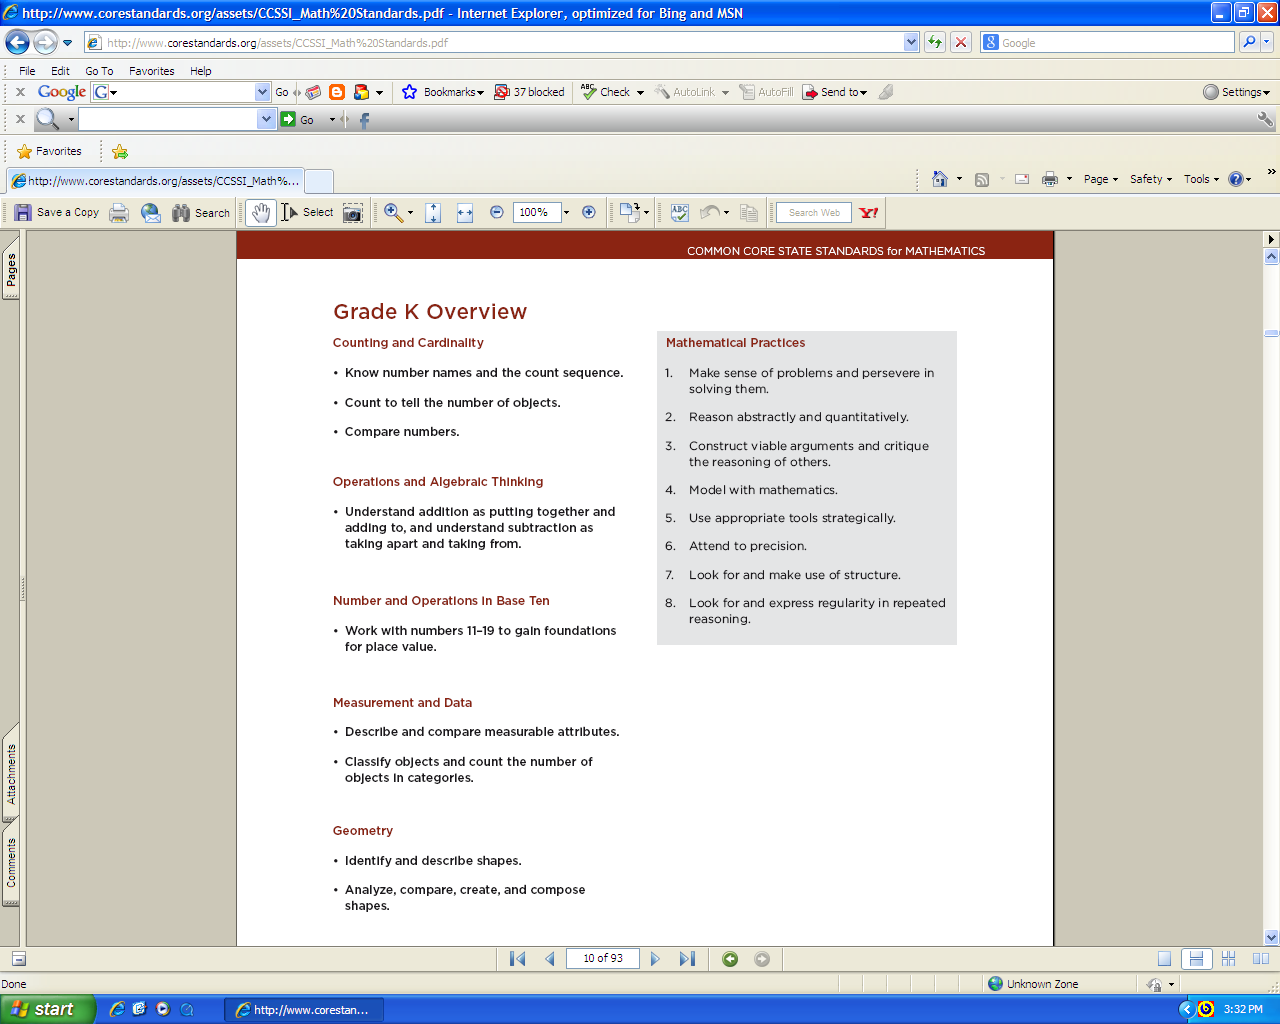 http://www.corestandards.org/assets/CCSSI_Math%20Standards.pdf - Internet Explorer, optimized for Bing and MSN
http://www.corestandards.org/assets/CCSSI_Math%20Standards.pdf
Google
File Edit Go To Favorites Help
Google G Go Bookmarks 37 blocked ABC Check AutoLink AutoFill Send to Settings
Go
Favorites
http://www.corestandards.org/assets/CCSSI_Math%... Page Safety Tools
Save a Copy Search Select 100% ABC Search Web Y!
Pages
Attachments
Comments
COMMON CORE STATE STANDARDS for MATHEMATICS
Grade K Overview
Counting and Cardinality
• Know number names and the count sequence.
• Count to tell the number of objects.
• Compare numbers.
Operations and Algebraic Thinking
• Understand addition as putting together and
adding to, and understand subtraction as
taking apart and taking from.
Number and Operations in Base Ten
• Work with numbers 11–19 to gain foundations
for place value.
Measurement and Data
• Describe and compare measurable attributes.
• Classify objects and count the number of
objects in categories.
Geometry
• Identify and describe shapes.
• Analyze, compare, create, and compose
shapes.
Mathematical Practices
1. Make sense of problems and persevere in
solving them.
2. Reason abstractly and quantitatively.
3. Construct viable arguments and critique
the reasoning of others.
4. Model with mathematics.
5. Use appropriate tools strategically.
6. Attend to precision.
7. Look for and make use of structure.
8. Look for and express regularity in repeated
reasoning.
10 of 93
Done Unknown Zone
start http://www.corestan... 3:32 PM